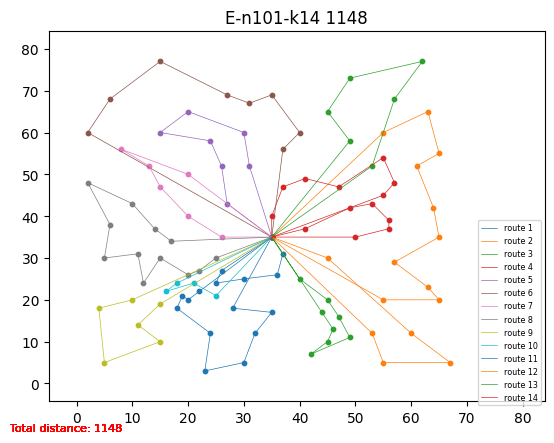 E-n101-k14 1148
80
70
60
50
40
30
20
10
0
route 1
route 2
route 3
route 4
route 5
route 6
route 7
route 8
route 9
route 10
route 11
route 12
route 13
route 14
0 10 20 30 40 50 60 70 80
Total distance: 1148